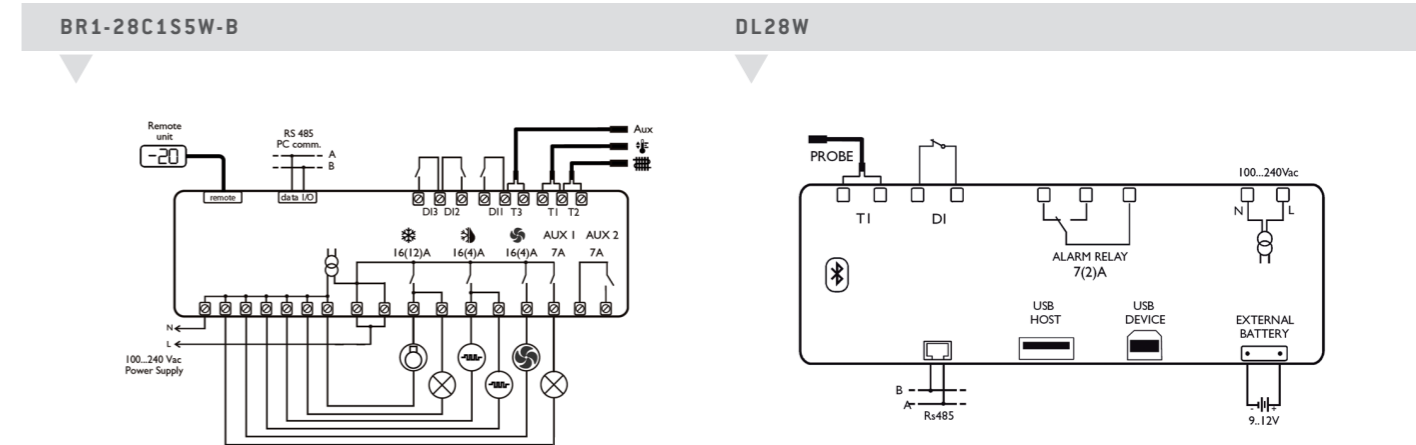 BR1-28C1S5W-B
DL28W
Remote
unit
-20
RS 485
PC comm.
A
B
Aux
remote
data I/O
DI3 DI2 DI1 T3 T1 T2
AUX 1 AUX 2
16(12)A 16(4)A 16(4)A 7A 7A
N
L
100...240 Vac
Power Supply
PROBE
100...240Vac
T1 DI
N L
ALARM RELAY
7(2)A
USB
HOST
USB
DEVICE
EXTERNAL
BATTERY
B
A
Rs485
- +
9..12V